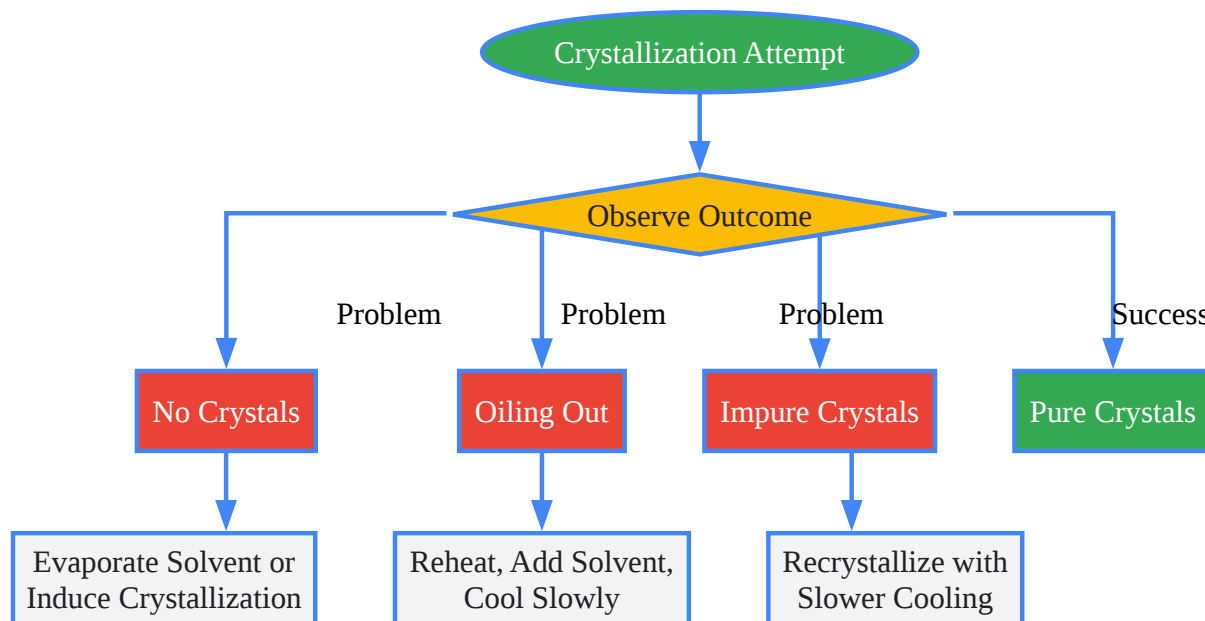 Crystallization Attempt
Observe Outcome
Problem
Problem
Problem
Success
No Crystals
Oiling Out
Impure Crystals
Pure Crystals
Evaporate Solvent or
Induce Crystallization
Reheat, Add Solvent,
Cool Slowly
Recrystallize with
Slower Cooling